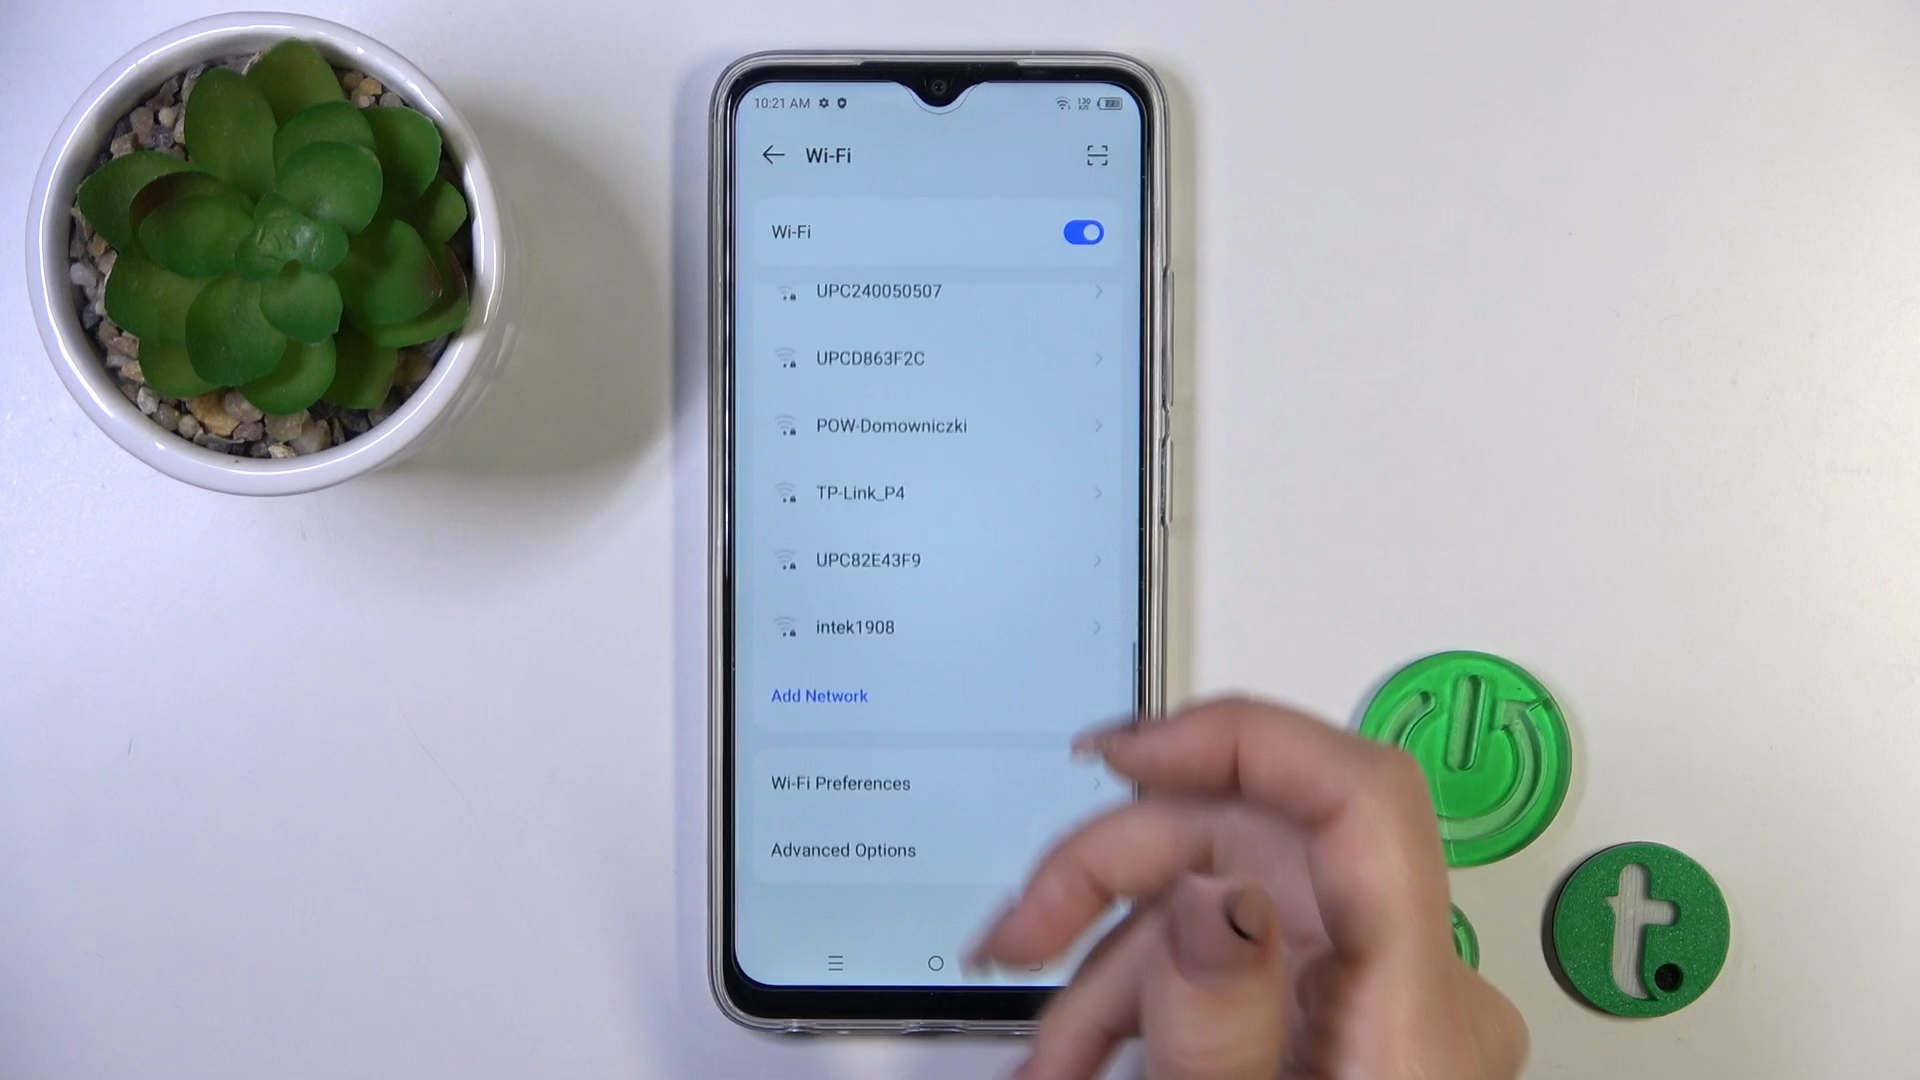 10:21 AM
130
Wi-Fi
Wi-Fi
UPC240050507
UPCD863F2C
POW-Domowniczki
TP-Link_P4
UPC82E43F9
intek1908
Add Network
Wi-Fi Preferences
Advanced Options
t.